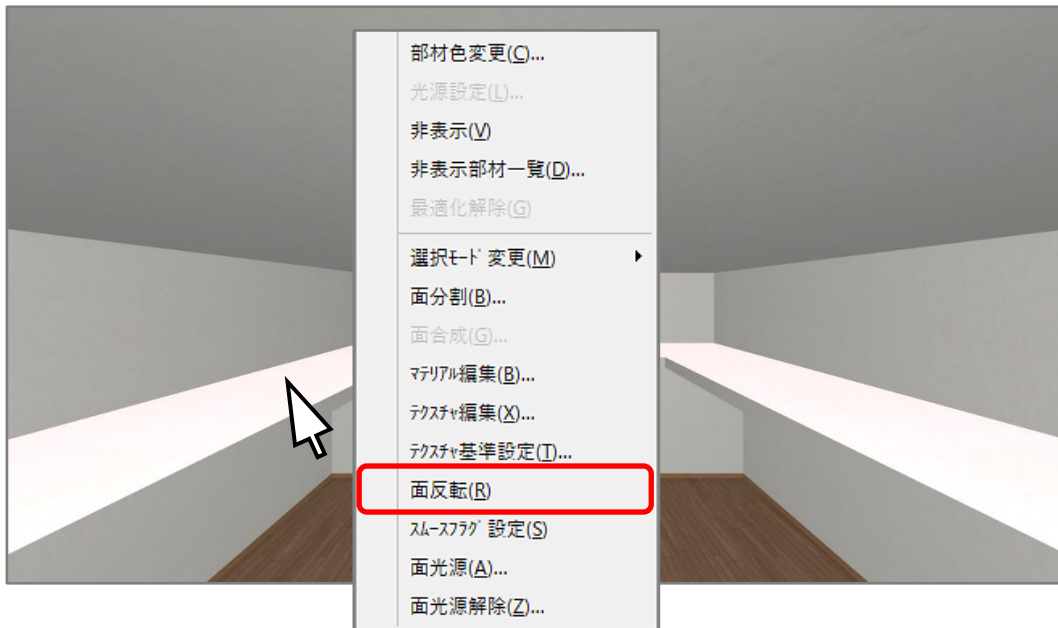 部材色変更(C)...
光源設定(L)...
非表示(V)
非表示部材一覧(D)...
最適化解除(G)
選択ﾓｰﾄﾞ変更(M)
面分割(B)...
面合成(G)...
ﾏﾃﾘｱﾙ編集(B)...
ﾃｸｽﾁｬ編集(X)...
ﾃｸｽﾁｬ基準設定(T)...
面反転(R)
ｽﾑｰｽﾌﾗｸﾞ設定(S)
面光源(A)...
面光源解除(Z)...